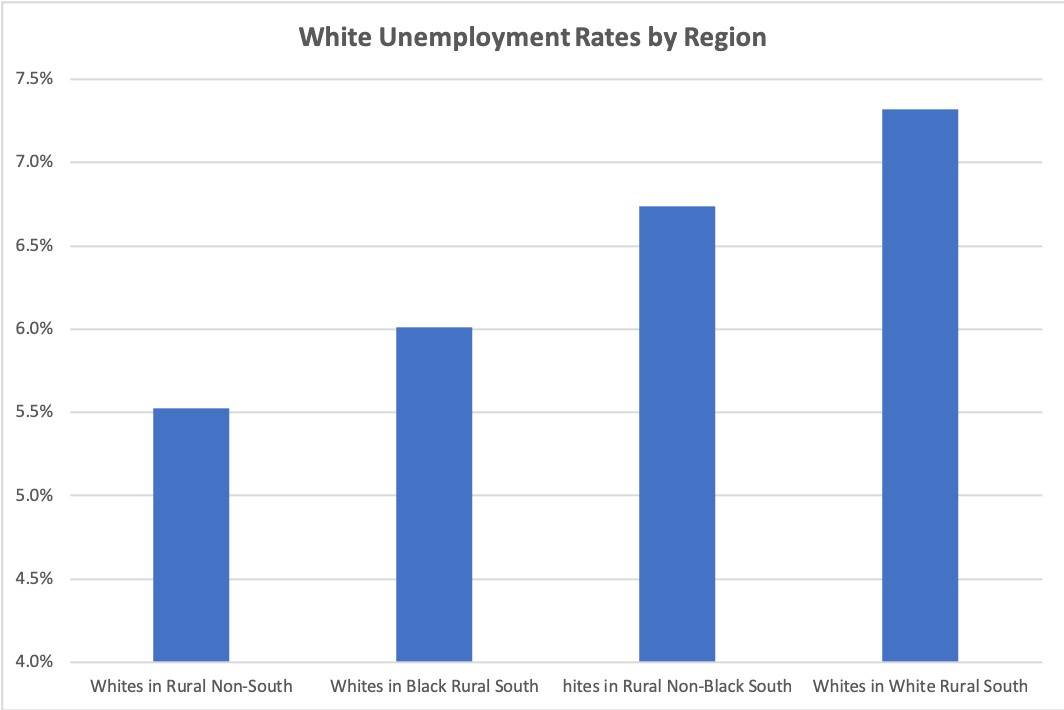 White Unemployment Rates by Region
7.5%
7.0%
6.5%
6.0%
5.5%
5.0%
4.5%
4.0%
Whites in Rural Non-South
Whites in Black Rural South
hites in Rural Non-Black South
Whites in White Rural South